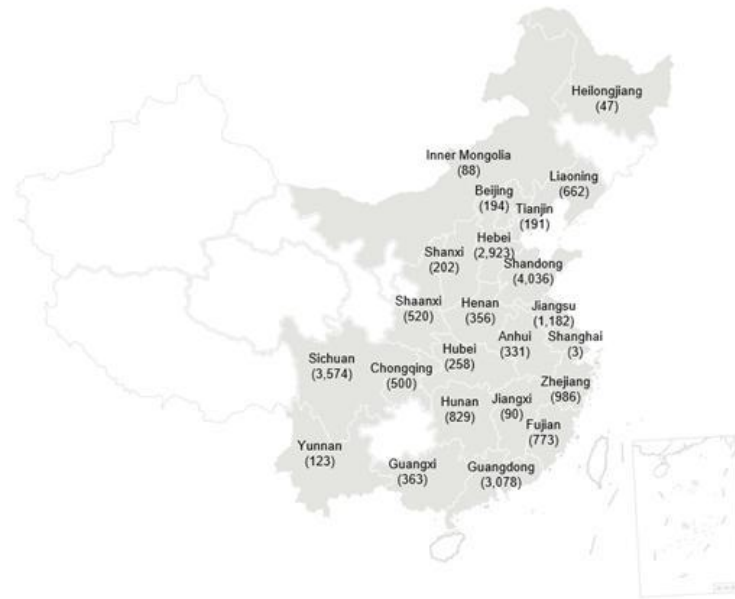 Heilongjiang
(47)
Inner Mongolia
(88)
Liaoning
(662)
Beijing
(194)
Tianjin
(191)
Hebei
(2,923)
Shanxi
(202)
Shandong
(4,036)
Shaanxi
(520)
Henan
(356)
Jiangsu
(1,182)
Anhui
(331)
Shanghai
(3)
Hubei
(258)
Sichuan
(3,574)
Chongqing
(500)
Zhejiang
(986)
Hunan
(829)
Jiangxi
(90)
Fujian
(773)
Yunnan
(123)
Guangxi
(363)
Guangdong
(3,078)